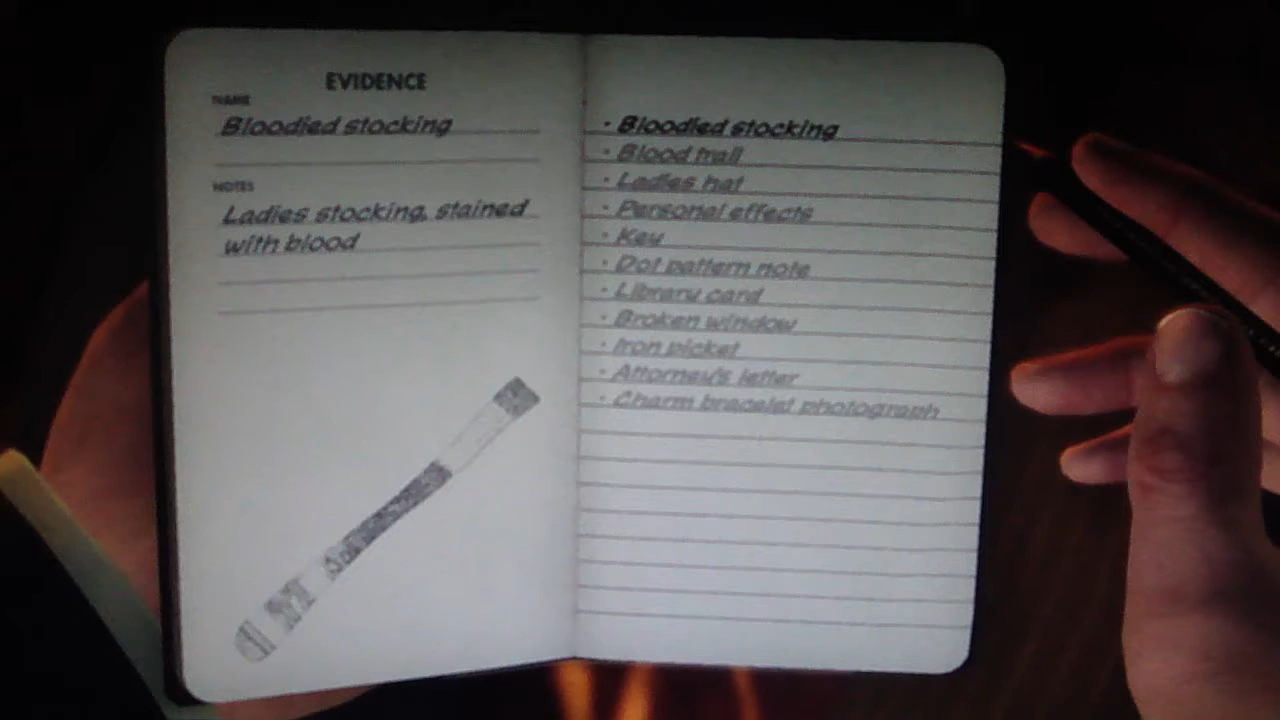 EVIDENCE
NAME
Bloodied stocking
NOTES
Ladies stocking, stained
with blood
· Bloodied stocking
· Blood trail
· Ladies hat
· Personal effects
· Key
· Dot pattern note
· Library card
· Broken window
· Iron picket
· Attorney's letter
· Charm bracelet photograph